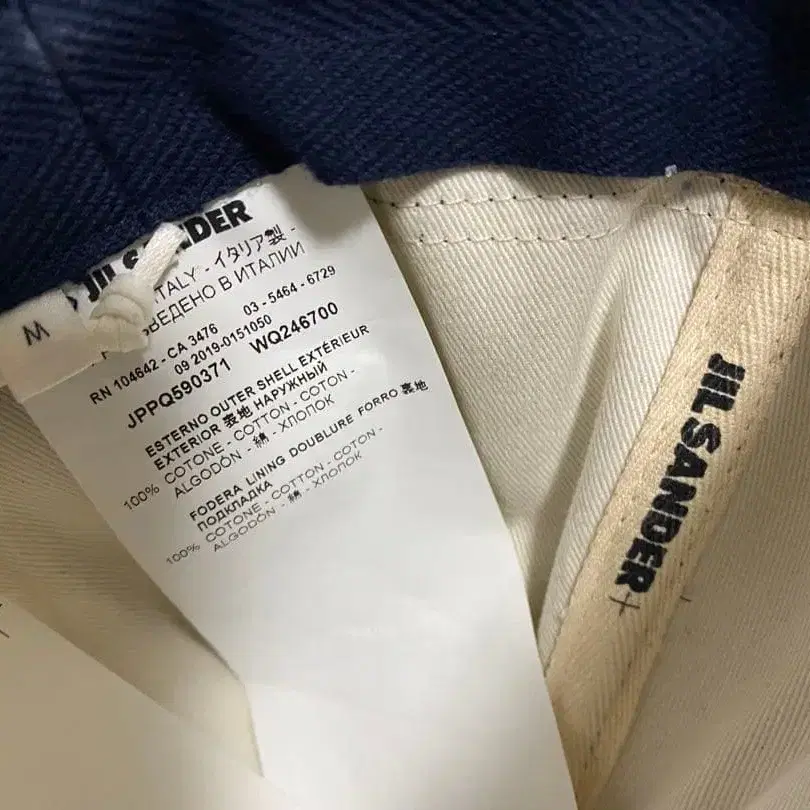 M
JIL SANDER
ITALY - イタリア製 -
ВЕДЕНО В ИТАЛИИ
RN 104642 - CA 3476 03 - 5464 - 6729
09 2019-0151050
JPPQ590371 WQ246700
ESTERNO OUTER SHELL EXTÉRIEUR
EXTERIOR 表地 НАРУЖНЫЙ
100% COTONE - COTTON - COTON -
ALGODÓN - 綿 - ХЛОПОК
FODERA LINING DOUBLURE FORRO 裏地
ПОДКЛАДКА
100% COTONE - COTTON - COTON -
ALGODÓN - 綿 - ХЛОПОК
JIL SANDER
+